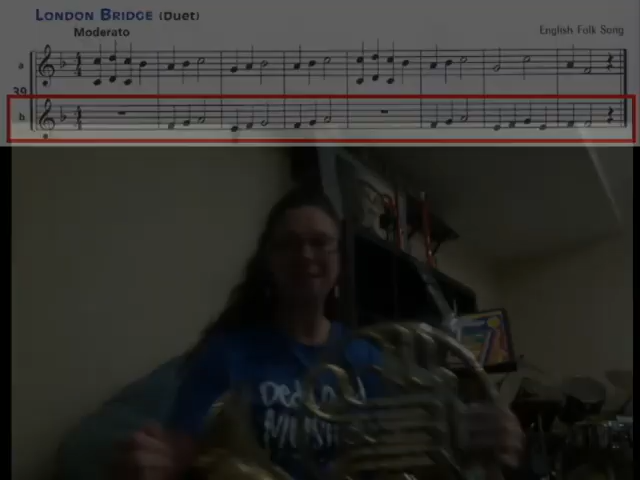 LONDON BRIDGE (Duet)
Moderato
English Folk Song
a
39
b